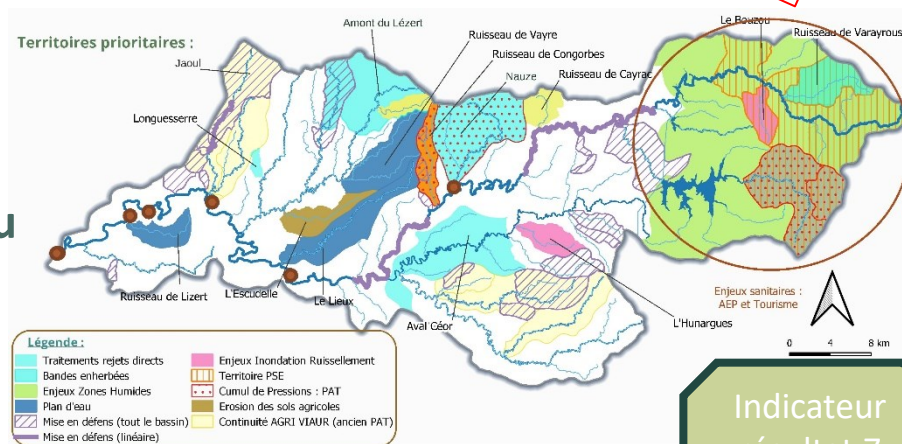 Territoires prioritaires :
Jaoul
Amont du Lézert
Ruisseau de Vayre
Ruisseau de Congorbes
Nauze
Ruisseau de Cayrac
Le Bouzou
Ruisseau de Varayrous
Longuesserre
u
Ruisseau de Lizert
L'Escudelle
Le Lieux
Aval Céor
L'Hunargues
Enjeux sanitaires :
AEP et Tourisme
0 4 8 km
Légende :
Traitements rejets directs
Bandes enherbées
Enjeux Zones Humides
Plan d'eau
Mise en défens (tout le bassin)
Mise en défens (linéaire)
Enjeux Inondation Ruissellement
Territoire PSE
Cumul de Pressions : PAT
Erosion des sols agricoles
Continuité AGRI VIAUR (ancien PAT)
Indicateur